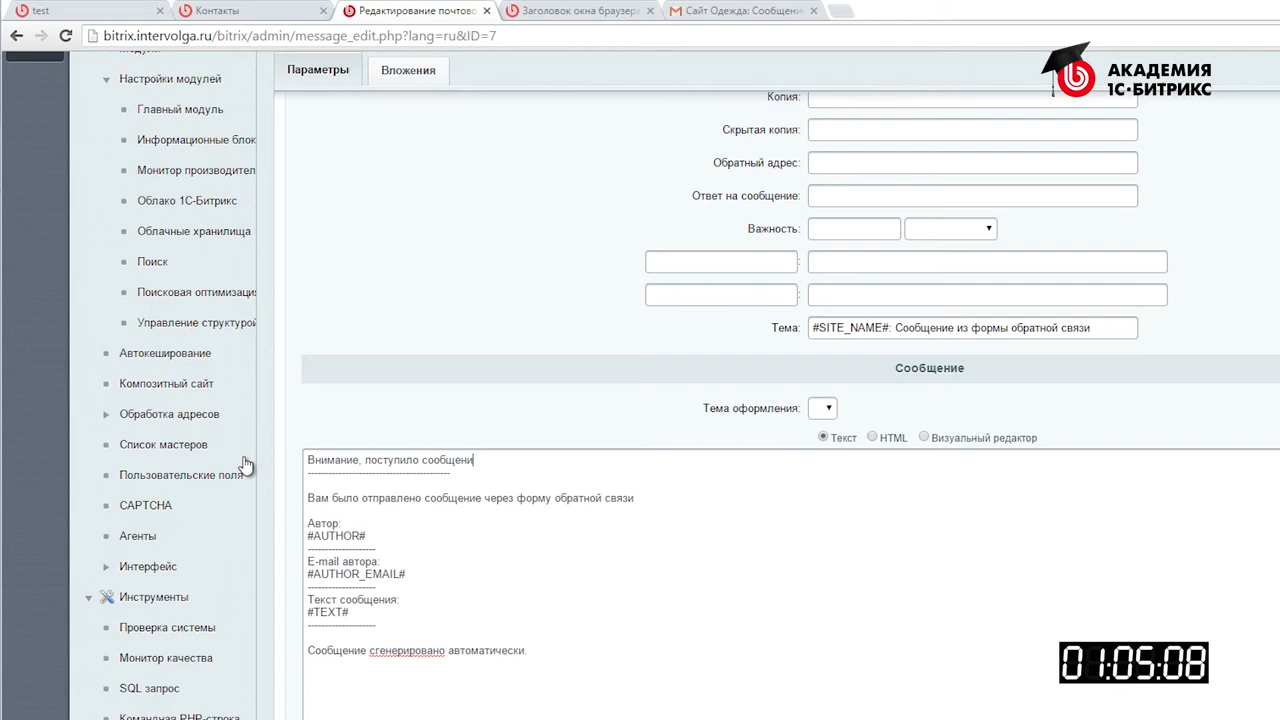 test
Контакты
Редактирование почтово
Заголовок окна браузера
Сайт Одежда: Сообщени
bitrix.intervolga.ru/bitrix/admin/message_edit.php?lang=ru&ID=7
АКАДЕМИЯ
1С-БИТРИКС
Настройки модулей
Главный модуль
Информационные блок
Монитор производител
Облако 1С-Битрикс
Облачные хранилища
Поиск
Поисковая оптимизаци
Управление структурой
Автокеширование
Композитный сайт
Обработка адресов
Список мастеров
Пользовательские поля
CAPTCHA
Агенты
Интерфейс
Инструменты
Проверка системы
Монитор качества
SQL запрос
Командная PHP-строка
Параметры
Вложения
Копия:
Скрытая копия:
Обратный адрес:
Ответ на сообщение:
Важность:
:
:
Тема: #SITE_NAME#: Сообщение из формы обратной связи
Сообщение
Тема оформления:
Текст HTML Визуальный редактор
Внимание, поступило сообщени
------------------------------------------
Вам было отправлено сообщение через форму обратной связи
Автор:
#AUTHOR#
--------------------
E-mail автора:
#AUTHOR_EMAIL#
--------------------
Текст сообщения:
#TEXT#
--------------------
Сообщение сгенерировано автоматически.
01:05:08